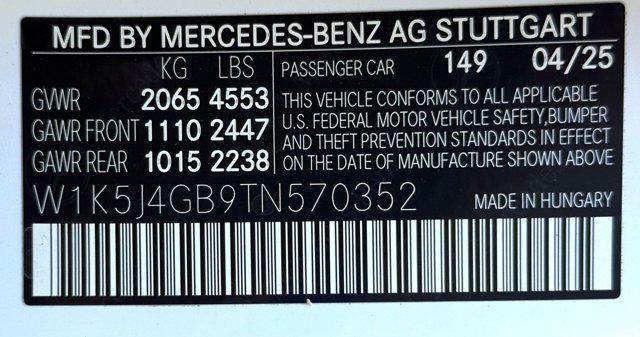 MFD BY MERCEDES-BENZ AG STUTTGART
KG LBS
PASSENGER CAR 149 04/25
GVWR 2065 4553
GAWR FRONT 1110 2447
GAWR REAR 1015 2238
THIS VEHICLE CONFORMS TO ALL APPLICABLE
U.S. FEDERAL MOTOR VEHICLE SAFETY,BUMPER
AND THEFT PREVENTION STANDARDS IN EFFECT
ON THE DATE OF MANUFACTURE SHOWN ABOVE
W1K5J4GB9TN570352
MADE IN HUNGARY